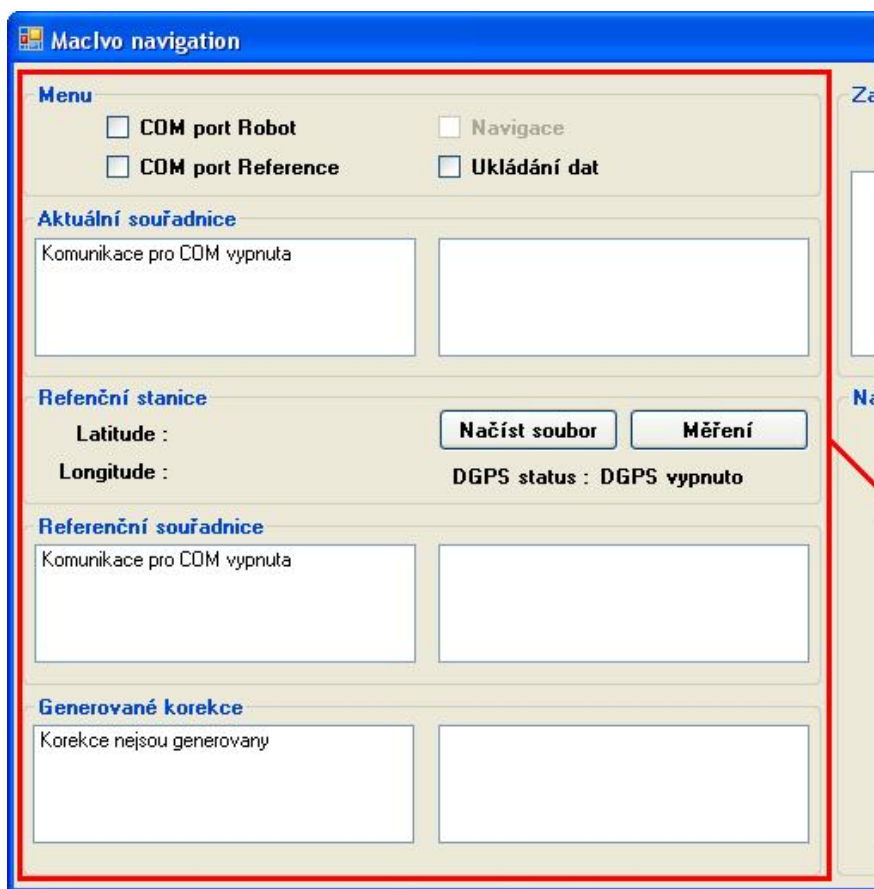 MacIvo navigation
Menu
COM port Robot
Navigace
COM port Reference
Ukládání dat
Aktuální souřadnice
Komunikace pro COM vypnuta
Refenční stanice
Latitude :
Načíst soubor
Měření
Longitude :
DGPS status : DGPS vypnuto
Referenční souřadnice
Komunikace pro COM vypnuta
Generované korekce
Korekce nejsou generovany
Za
Na